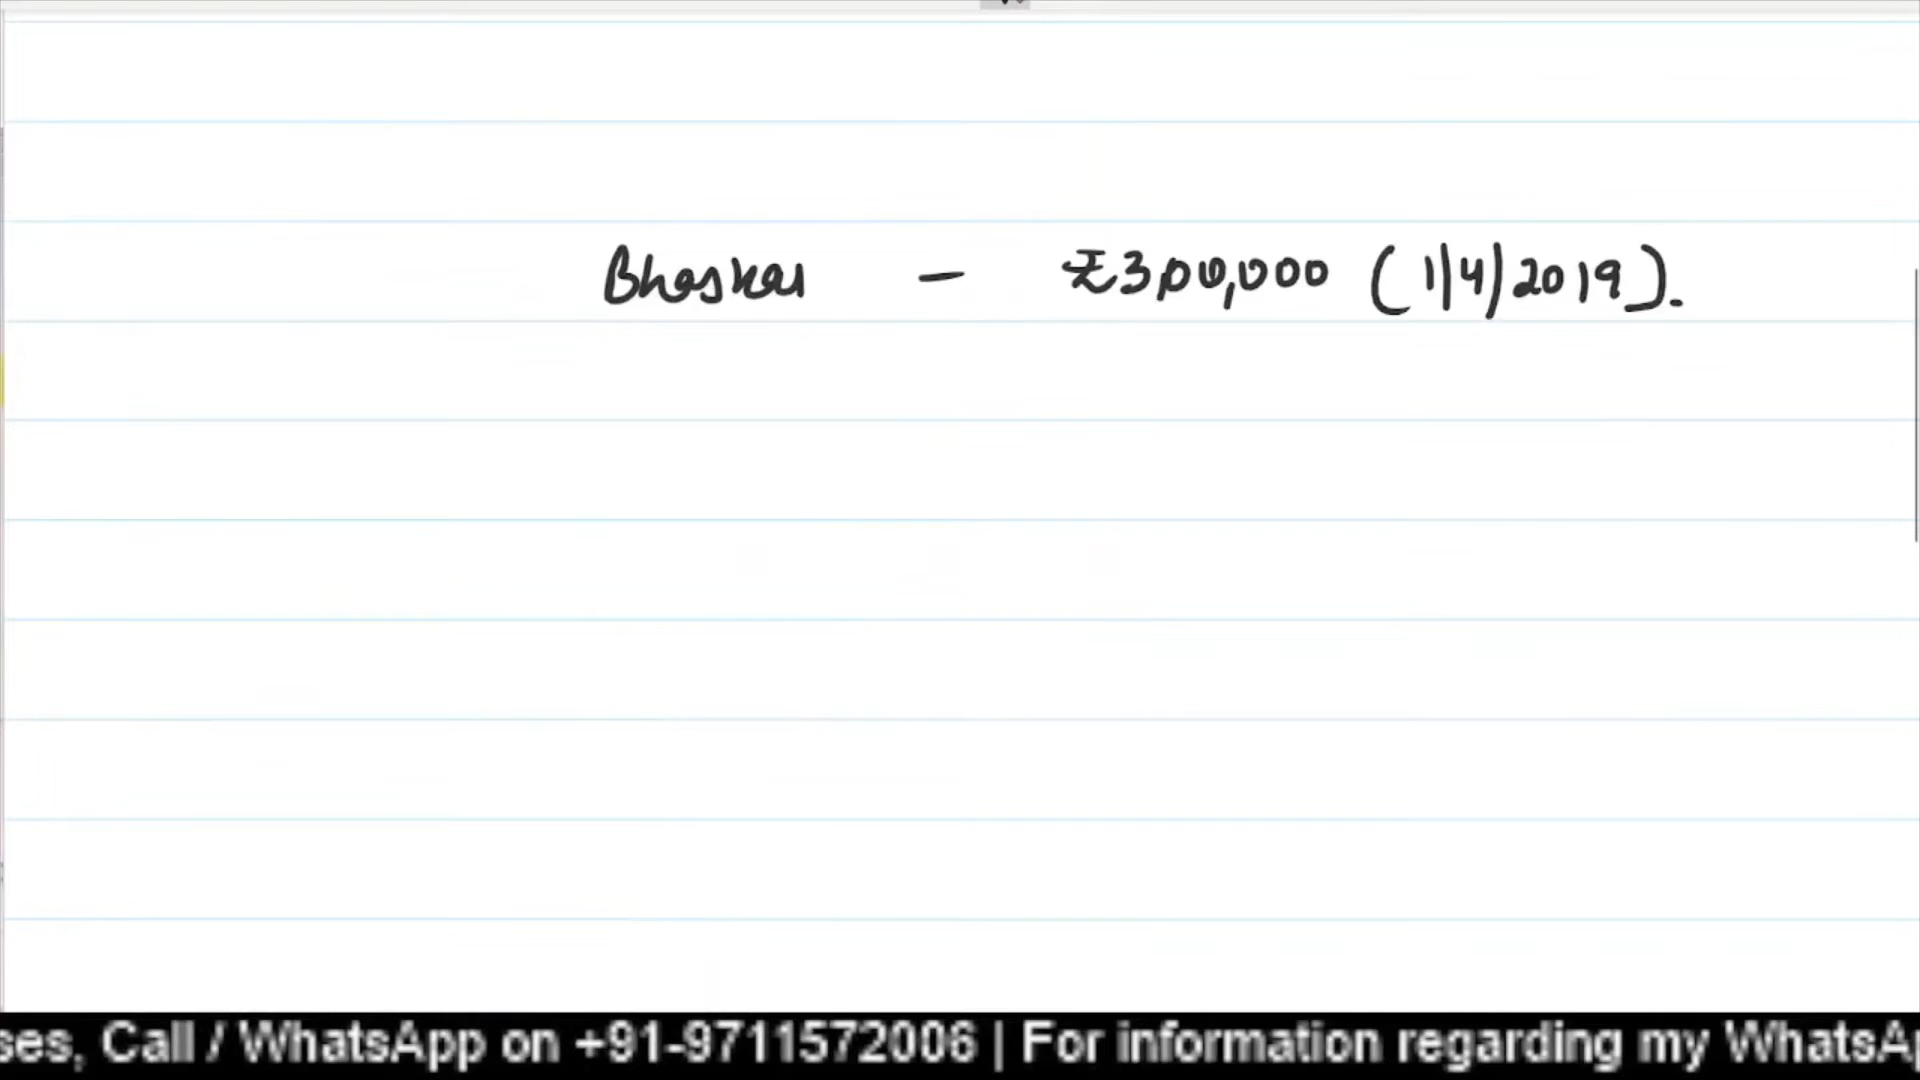 Bhaskar - ₹3,00,000 (1/4/2019).
ses, Call / WhatsApp on +91-9711572006 | For information regarding my WhatsAp